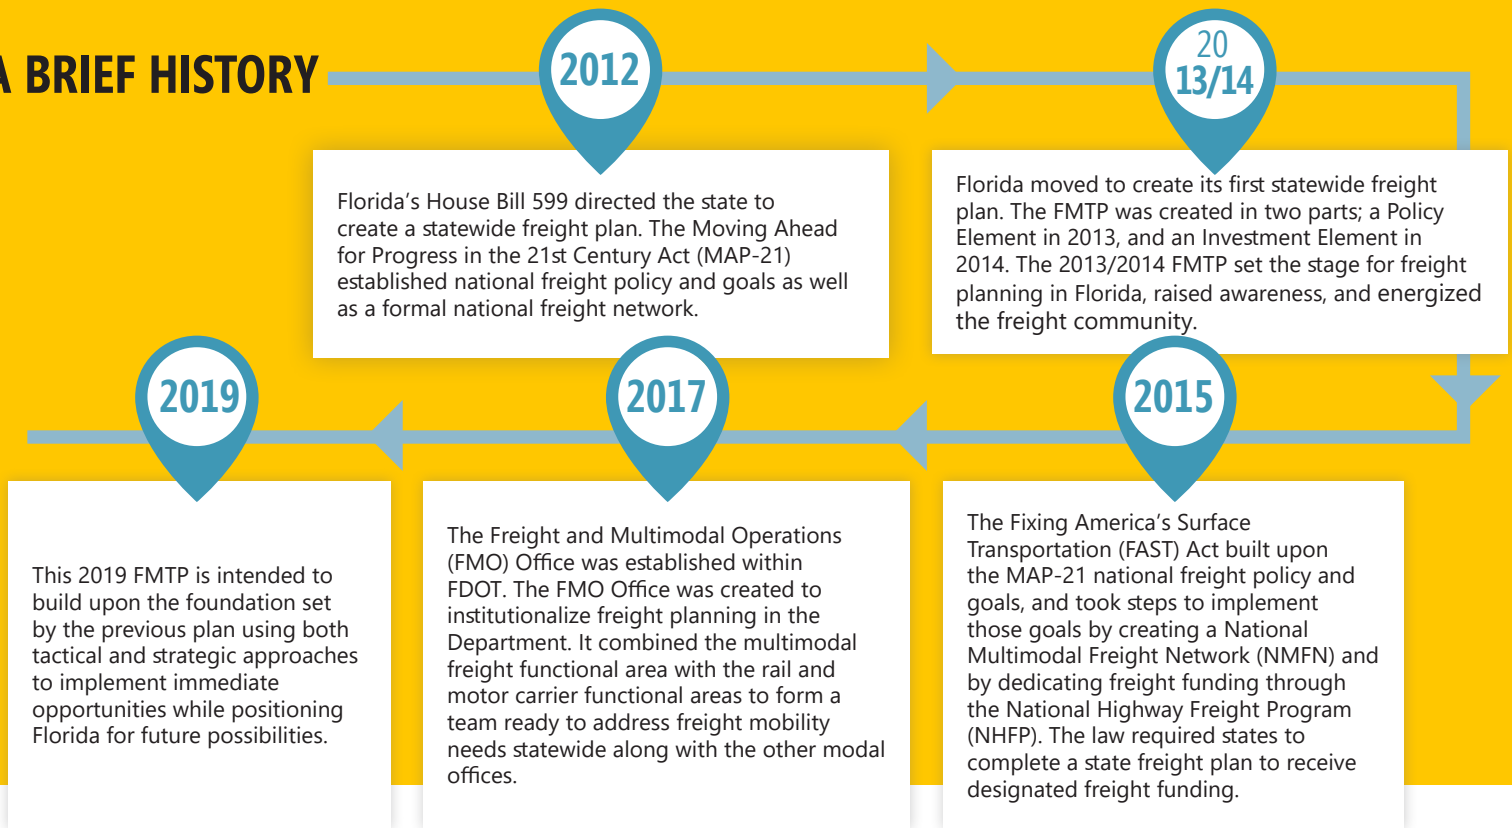 A BRIEF HISTORY
2012
20
13/14
Florida’s House Bill 599 directed the state to
create a statewide freight plan. The Moving Ahead
for Progress in the 21st Century Act (MAP-21)
established national freight policy and goals as well
as a formal national freight network.
Florida moved to create its first statewide freight
plan. The FMTP was created in two parts; a Policy
Element in 2013, and an Investment Element in
2014. The 2013/2014 FMTP set the stage for freight
planning in Florida, raised awareness, and energized
the freight community.
2015
The Fixing America’s Surface
Transportation (FAST) Act built upon
the MAP-21 national freight policy and
goals, and took steps to implement
those goals by creating a National
Multimodal Freight Network (NMFN) and
by dedicating freight funding through
the National Highway Freight Program
(NHFP). The law required states to
complete a state freight plan to receive
designated freight funding.
2017
The Freight and Multimodal Operations
(FMO) Office was established within
FDOT. The FMO Office was created to
institutionalize freight planning in the
Department. It combined the multimodal
freight functional area with the rail and
motor carrier functional areas to form a
team ready to address freight mobility
needs statewide along with the other modal
offices.
2019
This 2019 FMTP is intended to
build upon the foundation set
by the previous plan using both
tactical and strategic approaches
to implement immediate
opportunities while positioning
Florida for future possibilities.